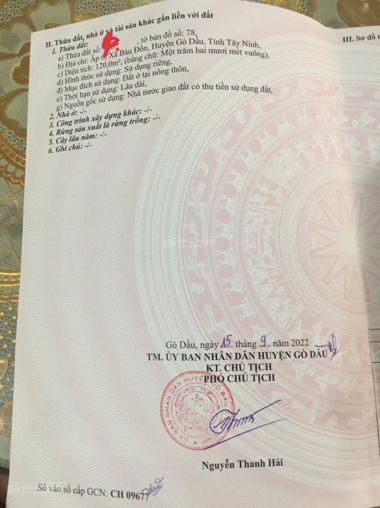 II. Thửa đất, nhà ở và tài sản khác gắn liền với đất
III. Sơ đồ t
1. Thửa đất:
a) Thửa đất số: , tờ bản đồ số: 78,
b) Địa chỉ: Ấp 6, Xã Bàu Đồn, Huyện Gò Dầu, Tỉnh Tây Ninh,
c) Diện tích: 120,0m², (bằng chữ: Một trăm hai mươi mét vuông),
d) Hình thức sử dụng: Sử dụng riêng,
đ) Mục đích sử dụng: Đất ở tại nông thôn,
e) Thời hạn sử dụng: Lâu dài,
g) Nguồn gốc sử dụng: Nhà nước giao đất có thu tiền sử dụng đất,
2. Nhà ở: -/-
3. Công trình xây dựng khác: -/-
4. Rừng sản xuất là rừng trồng: -/-
5. Cây lâu năm: -/-
6. Ghi chú: -/-
Gò Dầu, ngày 15 tháng 9 năm 2022
TM. ỦY BAN NHÂN DÂN HUYỆN GÒ DẦU
KT. CHỦ TỊCH
PHÓ CHỦ TỊCH
Nguyễn Thanh Hải
Số vào sổ cấp GCN: CH 09677